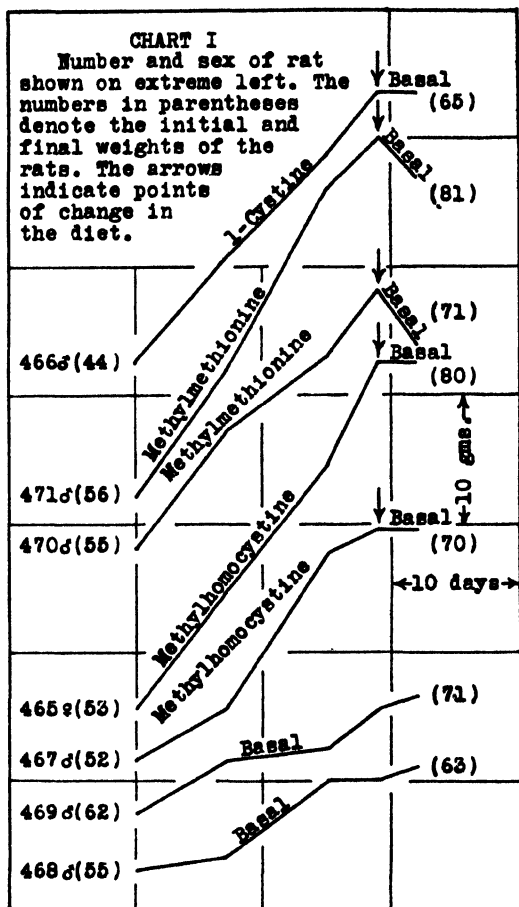 CHART I
Number and sex of rat
shown on extreme left. The
numbers in parentheses
denote the initial and
final weights of the
rats. The arrows
indicate points
of change in
the diet.
Basal
(65)
Basal
(81)
l-Cystine
Methylmethionine
Basal
(71)
466♂(44)
Methylmethionine
Basal
(80)
10 gms.
471♂(56)
Basal
470♂(55)
(70)
Methylhomocystine
10 days
Methylhomocystine
465♀(53)
(71)
467♂(52)
Basal
(63)
469♂(62)
Basal
468♂(55)